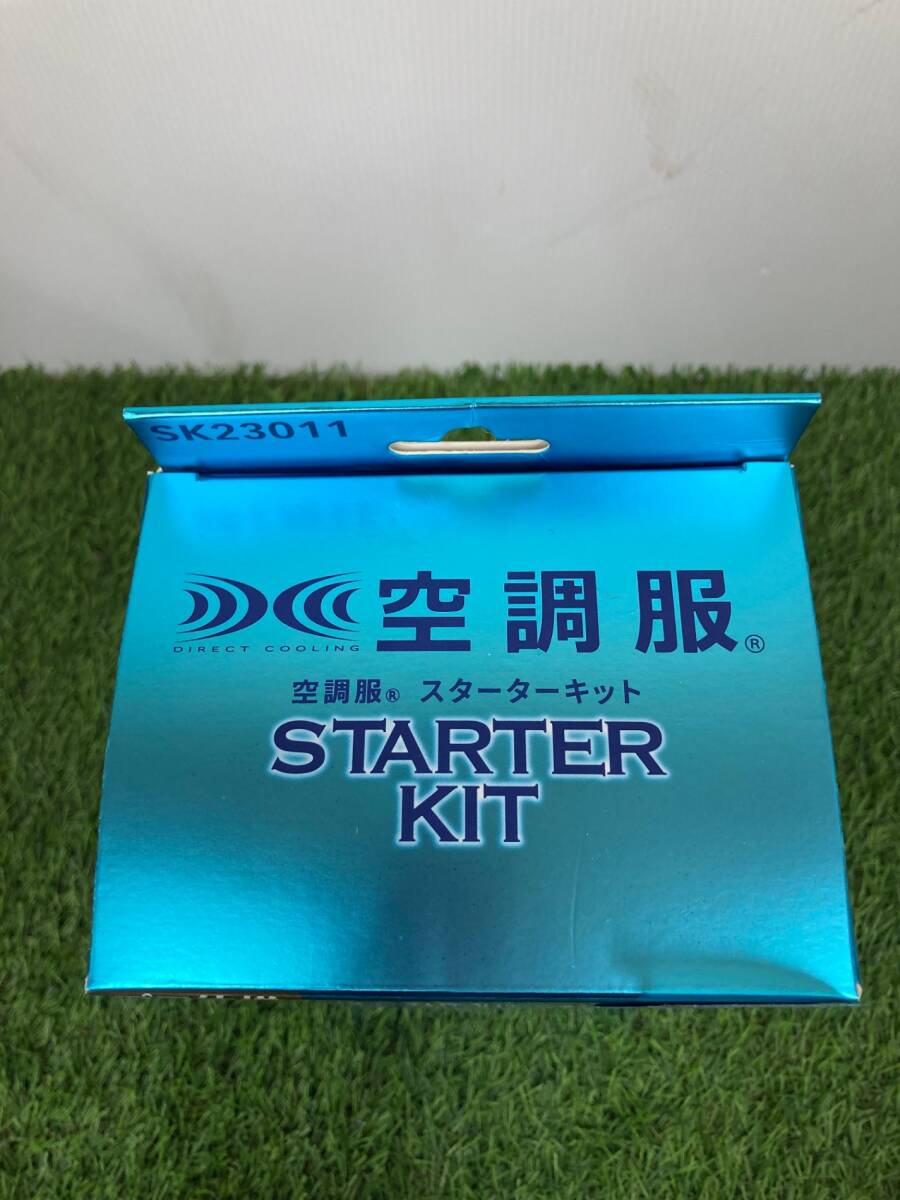 SK23011
空調服®
DIRECT COOLING
空調服® スターターキット
STARTER
KIT